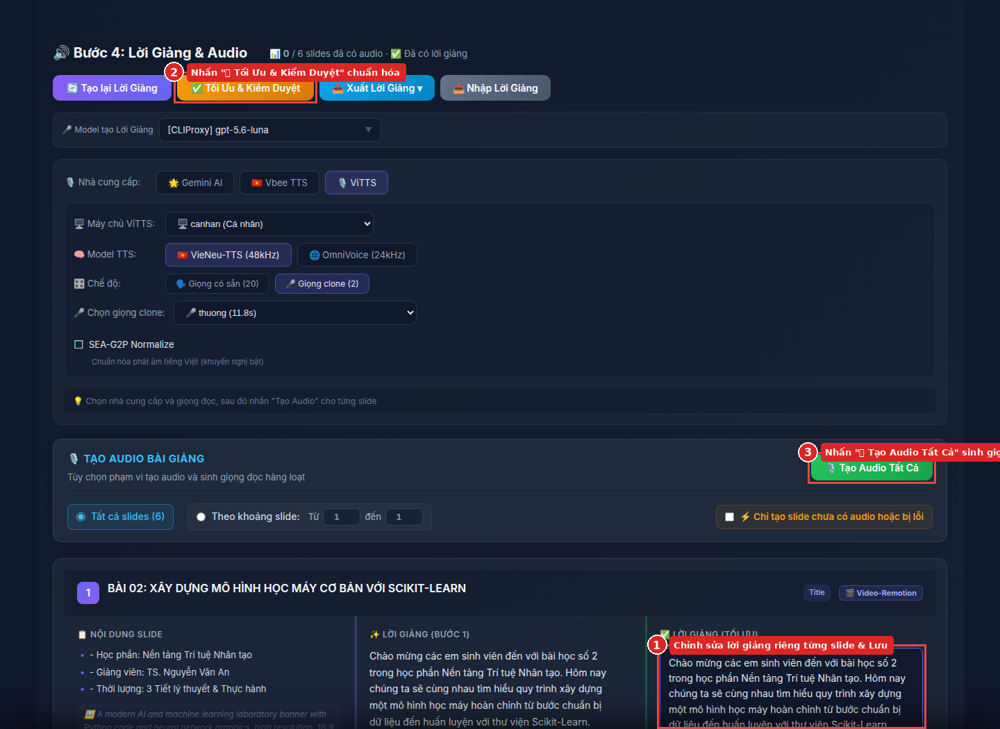 🔊 Bước 4: Lời Giảng & Audio
📊 0 / 6 slides đã có audio · ✅ Đã có lời giảng
2 Nhấn "▯ Tối Ưu & Kiểm Duyệt" chuẩn hóa
🔄 Tạo lại Lời Giảng
✅ Tối Ưu & Kiểm Duyệt
📤 Xuất Lời Giảng ▾
📥 Nhập Lời Giảng
🎤 Model tạo Lời Giảng
[CLIProxy] gpt-5.6-luna
🎙️ Nhà cung cấp:
🌟 Gemini AI
🇻🇳 Vbee TTS
🎙️ ViTTS
🖥️ Máy chủ ViTTS:
🖥️ canhan (Cá nhân)
🧠 Model TTS:
🇻🇳 VieNeu-TTS (48kHz)
🌐 OmniVoice (24kHz)
🎛️ Chế độ:
🗣️ Giọng có sẵn (20)
🎤 Giọng clone (2)
🎤 Chọn giọng clone:
🎤 thuong (11.8s)
SEA-G2P Normalize
Chuẩn hóa phát âm tiếng Việt (khuyến nghị bật)
💡 Chọn nhà cung cấp và giọng đọc, sau đó nhấn "Tạo Audio" cho từng slide
🎙️ TẠO AUDIO BÀI GIẢNG
Tùy chọn phạm vi tạo audio và sinh giọng đọc hàng loạt
3 Nhấn "▯ Tạo Audio Tất Cả" sinh giọ
🎙️ Tạo Audio Tất Cả
Tất cả slides (6)
Theo khoảng slide: Từ 1 đến 1
⚡ Chỉ tạo slide chưa có audio hoặc bị lỗi
1 BÀI 02: XÂY DỰNG MÔ HÌNH HỌC MÁY CƠ BẢN VỚI SCIKIT-LEARN
Title
🎬 Video-Remotion
📋 NỘI DUNG SLIDE
- Học phần: Nền tảng Trí tuệ Nhân tạo
- Giảng viên: TS. Nguyễn Văn An
- Thời lượng: 3 Tiết lý thuyết & Thực hành
🖼️ A modern AI and machine learning laboratory banner with
Python code and neural network graphics, high resolution, 16:9
✨ LỜI GIẢNG (BƯỚC 1)
Chào mừng các em sinh viên đến với bài học số 2
trong học phần Nền tảng Trí tuệ Nhân tạo. Hôm nay
chúng ta sẽ cùng nhau tìm hiểu quy trình xây dựng
một mô hình học máy hoàn chỉnh từ bước chuẩn bị
dữ liệu đến huấn luyện với thư viện Scikit-Learn.
✅ LỜI GIẢNG (TỐI ƯU)
1 Chỉnh sửa lời giảng riêng từng slide & Lưu
Chào mừng các em sinh viên đến với bài học số 2
trong học phần Nền tảng Trí tuệ Nhân tạo. Hôm nay
chúng ta sẽ cùng nhau tìm hiểu quy trình xây dựng
một mô hình học máy hoàn chỉnh từ bước chuẩn bị
dữ liệu đến huấn luyện với thư viện Scikit-Learn.